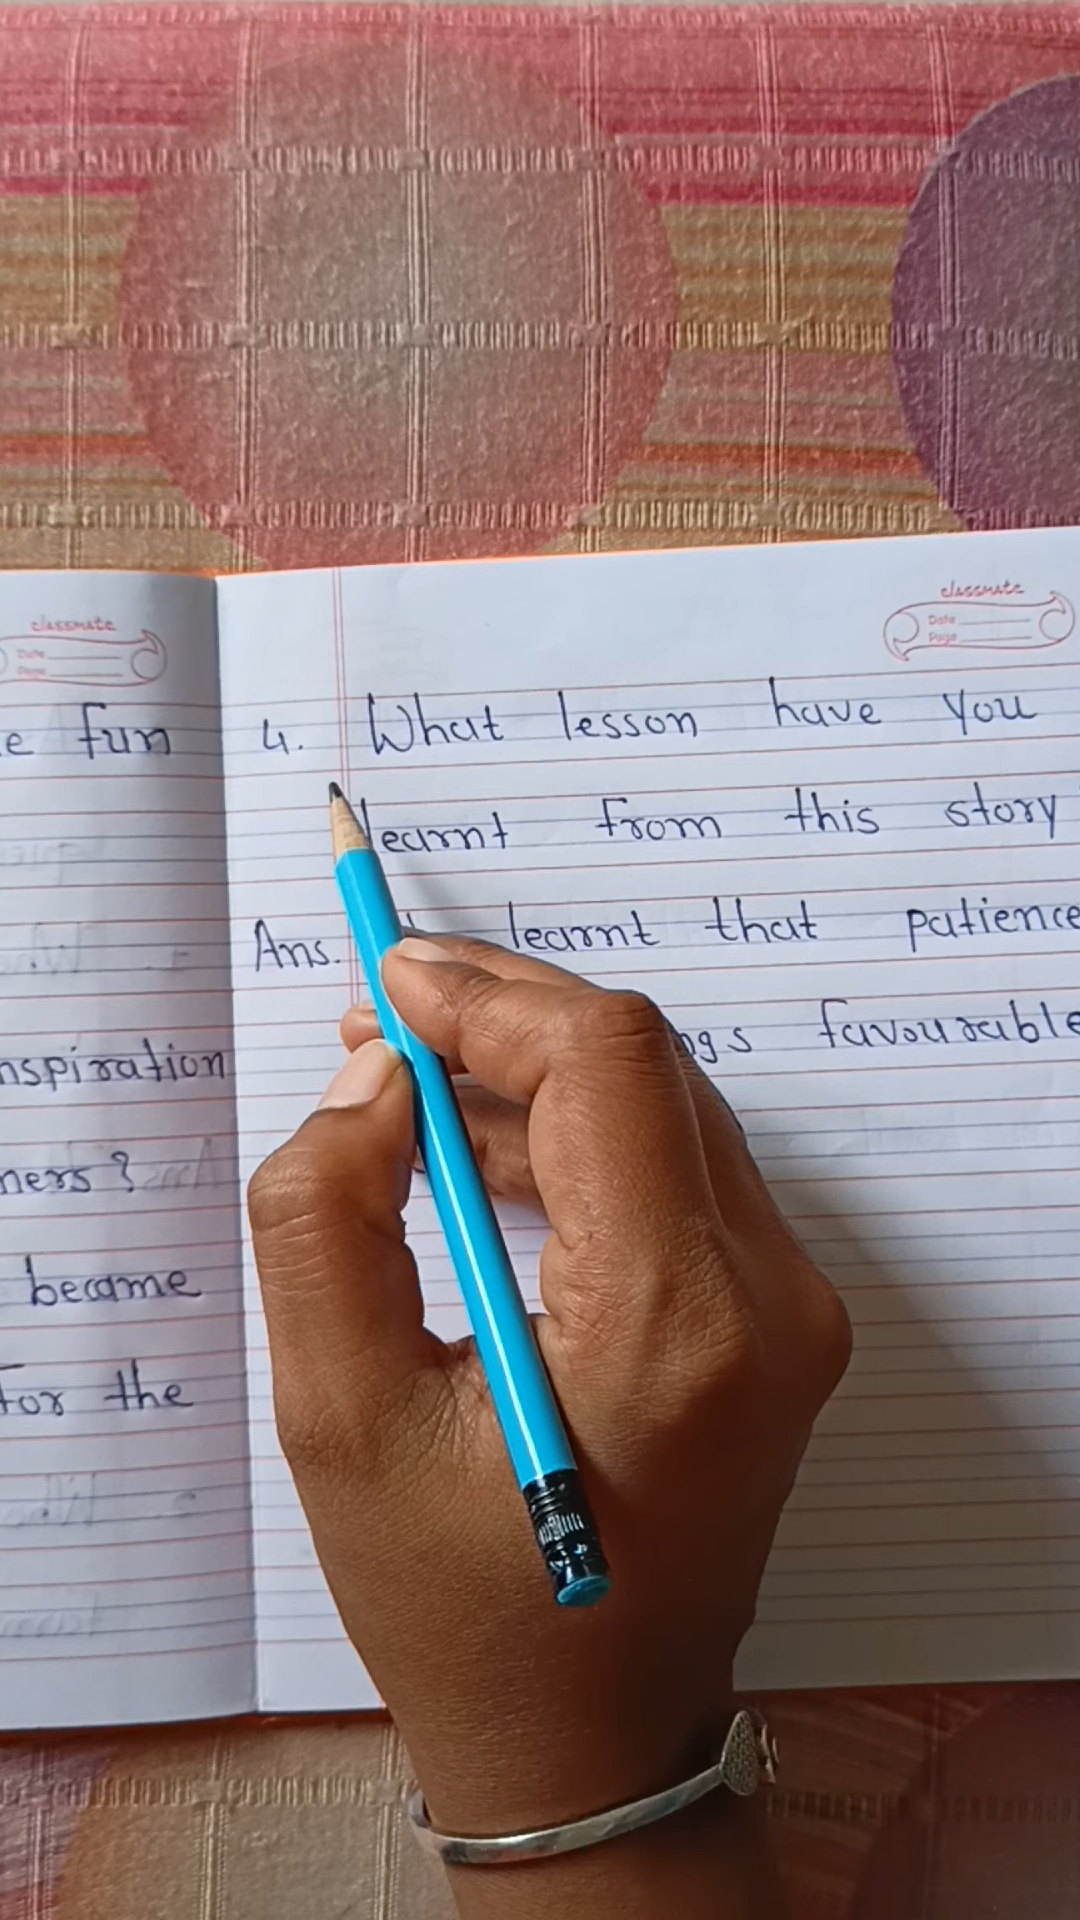 classmate
Date
Page
fun
nspiration
ners?
became
For the
classmate
Date
Page
4. What lesson have you
learnt from this story
Ans. learnt that patience
ngs favourable